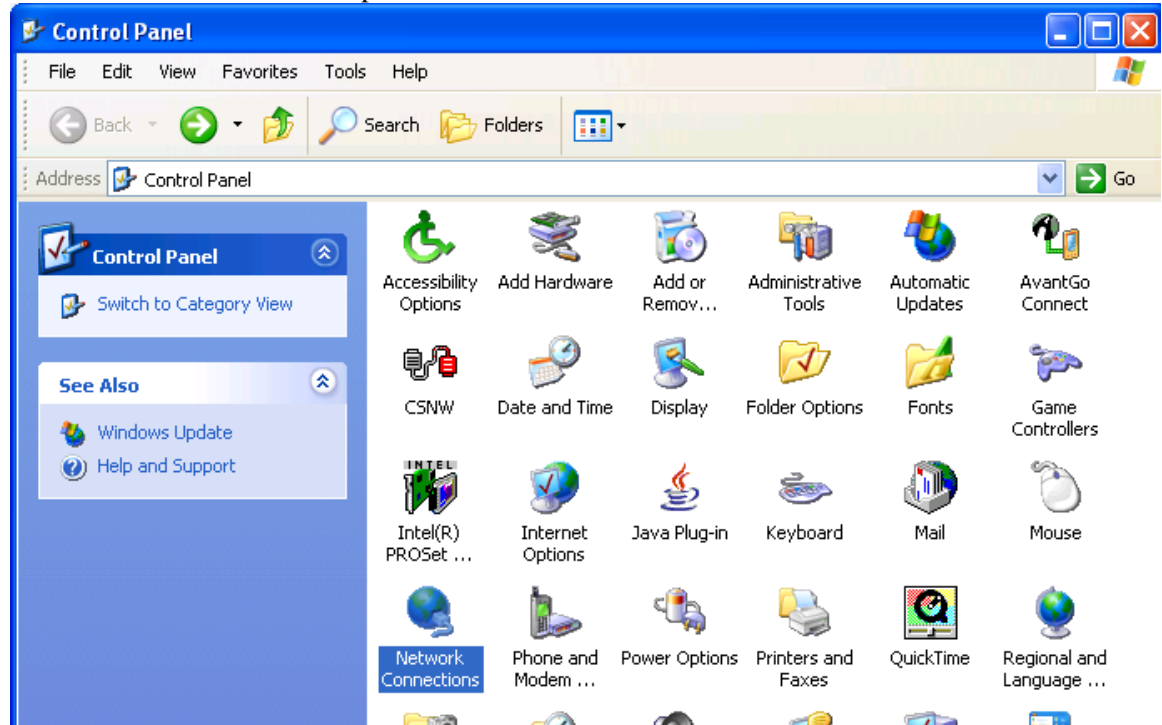 Control Panel
File Edit View Favorites Tools Help
Back Search Folders
Address Control Panel Go
Control Panel
Switch to Category View
See Also
Windows Update
Help and Support
Accessibility Options
Add Hardware
Add or Remov...
Administrative Tools
Automatic Updates
AvantGo Connect
CSNW
Date and Time
Display
Folder Options
Fonts
Game Controllers
INTEL
Intel(R) PROSet ...
Internet Options
Java Plug-in
Keyboard
Mail
Mouse
Network Connections
Phone and Modem ...
Power Options
Printers and Faxes
QuickTime
Regional and Language ...